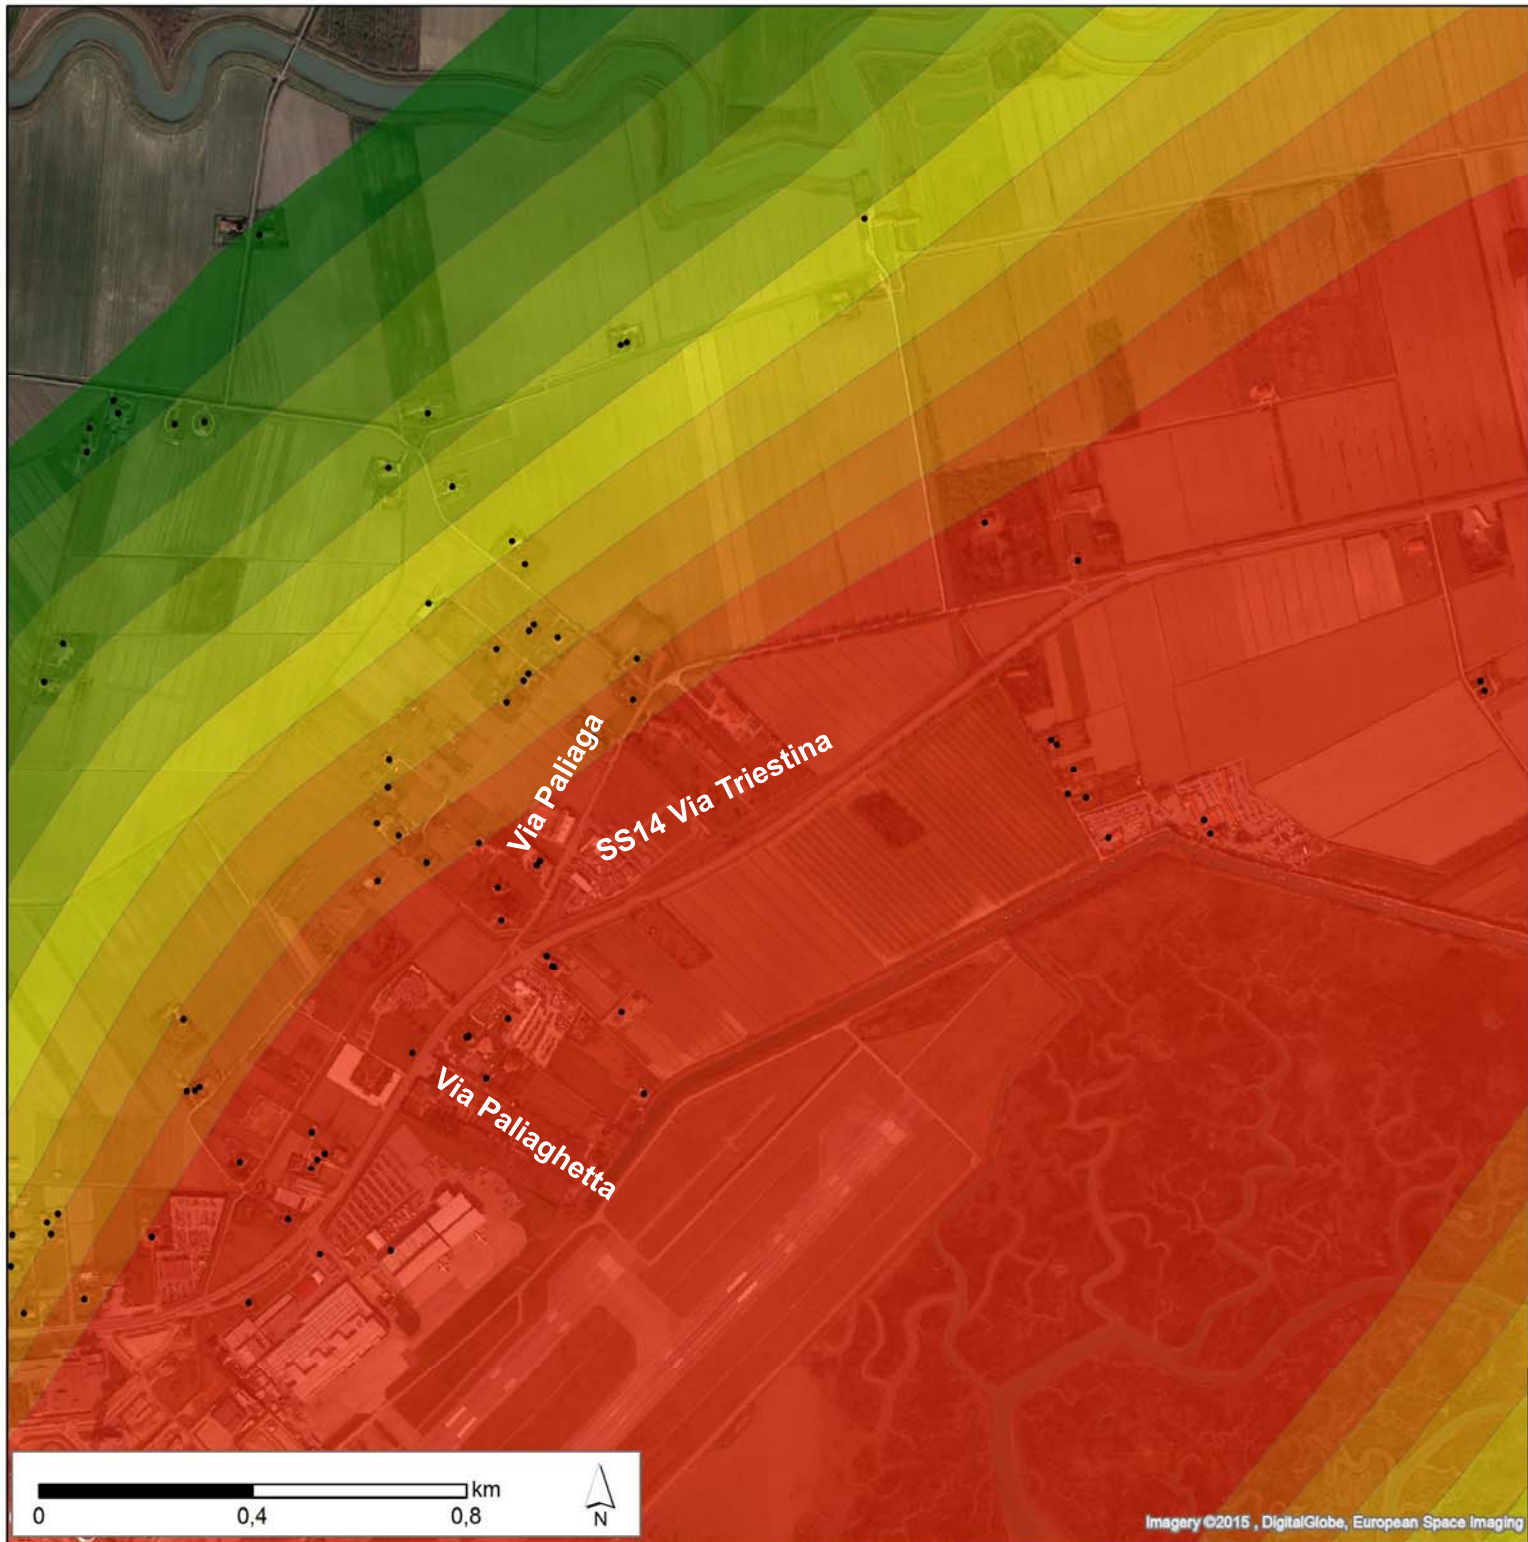 Via Paliaga
SS14 Via Triestina
Via Paliaghetta
km
0
0,4
0,8
N
Imagery ©2015 , DigitalGlobe, European Space Imaging